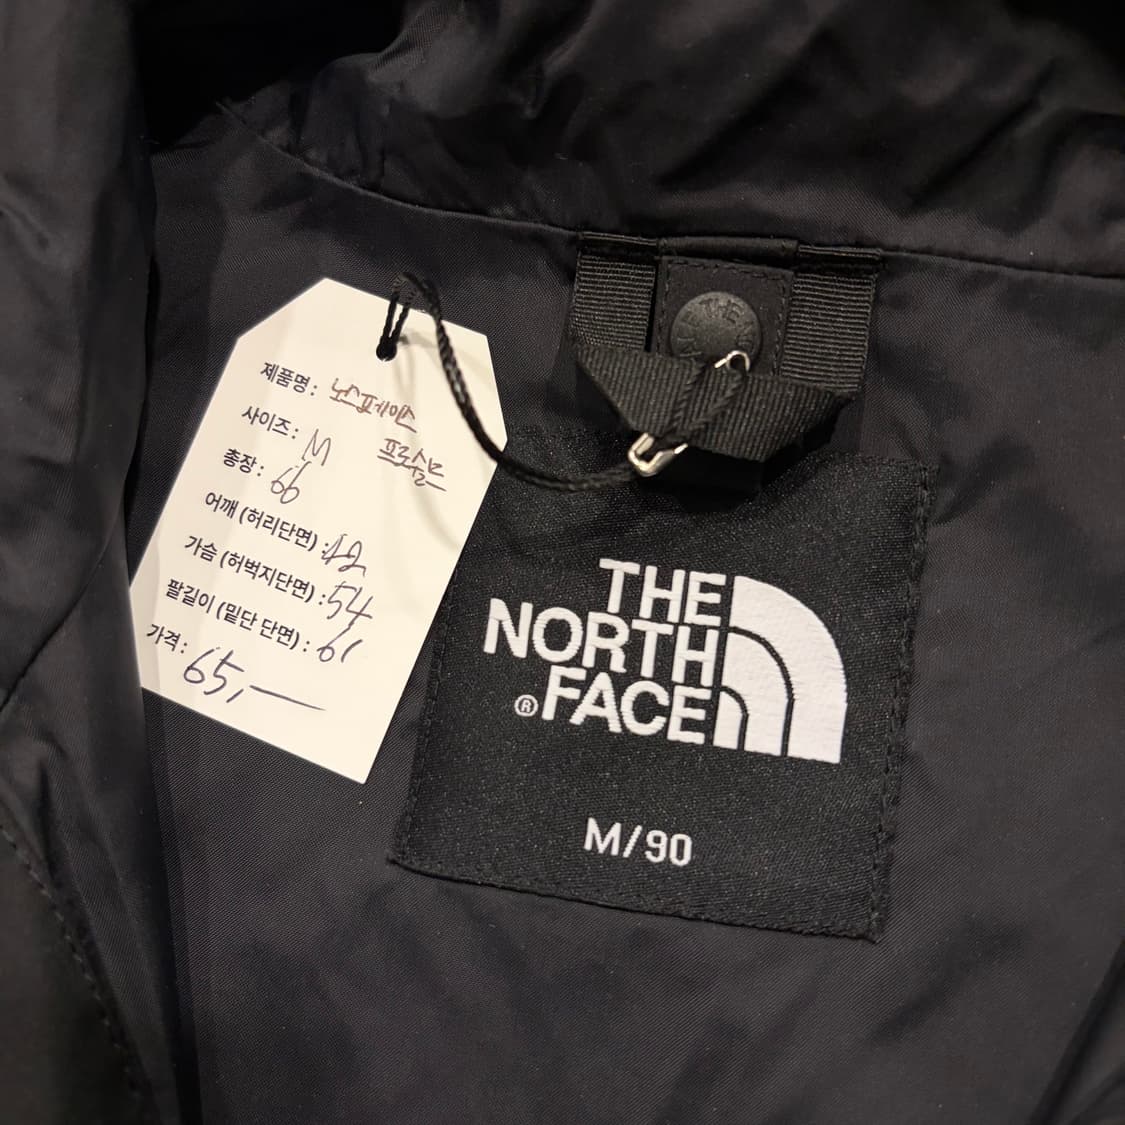 제품명: 노스페이스
프로슈모
사이즈: M
총장: 66
어깨 (허리단면) : 42
가슴 (허벅지단면) : 54
팔길이 (밑단 단면) : 61
가격: 65,—
THE
NORTH
® FACE
M/90